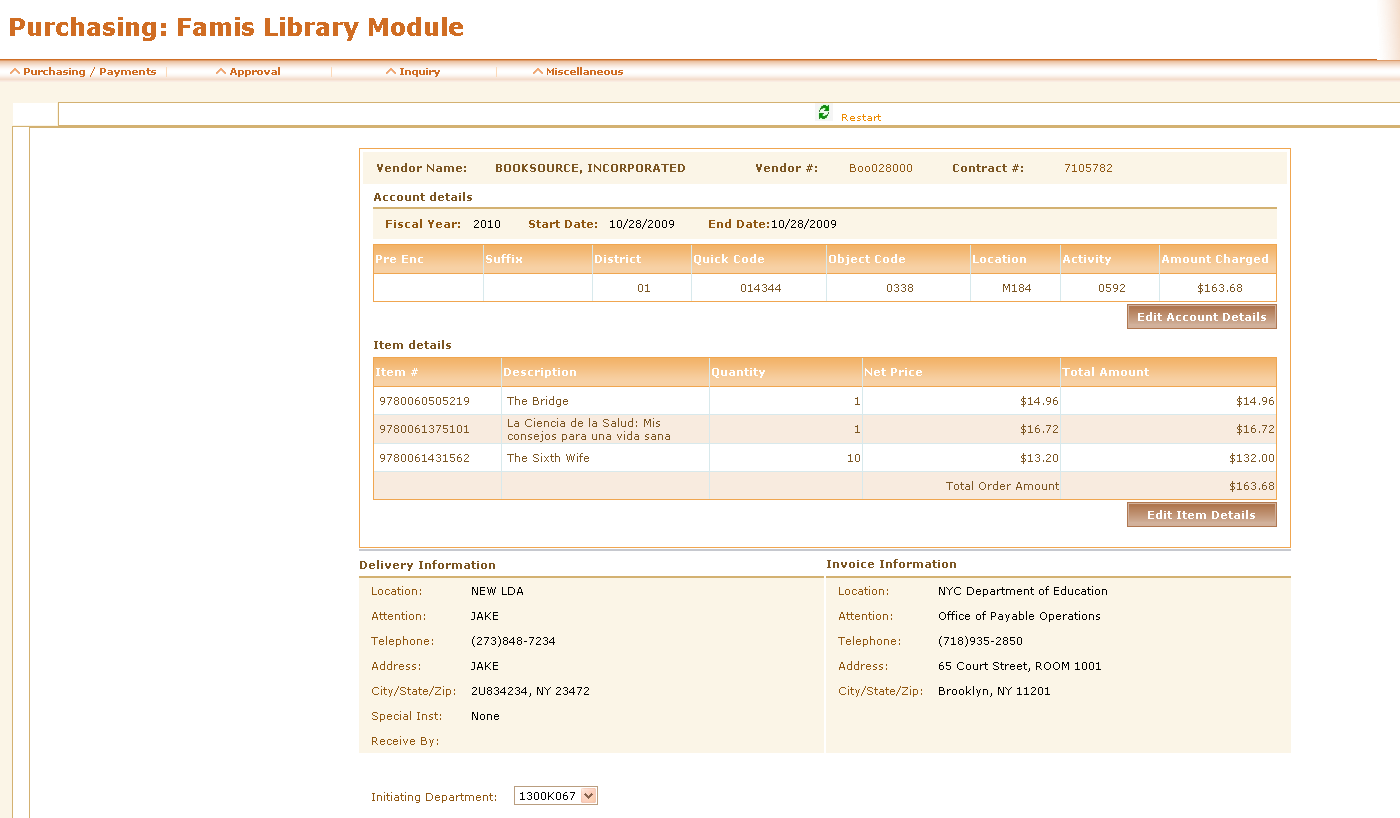 Purchasing: Famis Library Module
Purchasing / Payments Approval Inquiry Miscellaneous
Restart
Vendor Name: BOOKSOURCE, INCORPORATED Vendor #: Boo028000 Contract #: 7105782
Account details
Fiscal Year: 2010 Start Date: 10/28/2009 End Date:10/28/2009
Pre Enc Suffix District Quick Code Object Code Location Activity Amount Charged
01 014344 0338 M184 0592 $163.68
Edit Account Details
Item details
Item # Description Quantity Net Price Total Amount
9780060505219 The Bridge 1 $14.96 $14.96
9780061375101 La Ciencia de la Salud: Mis consejos para una vida sana 1 $16.72 $16.72
9780061431562 The Sixth Wife 10 $13.20 $132.00
Total Order Amount $163.68
Edit Item Details
Delivery Information
Location: NEW LDA
Attention: JAKE
Telephone: (273)848-7234
Address: JAKE
City/State/Zip: 2U834234, NY 23472
Special Inst: None
Receive By:
Invoice Information
Location: NYC Department of Education
Attention: Office of Payable Operations
Telephone: (718)935-2850
Address: 65 Court Street, ROOM 1001
City/State/Zip: Brooklyn, NY 11201
Initiating Department: 1300K067